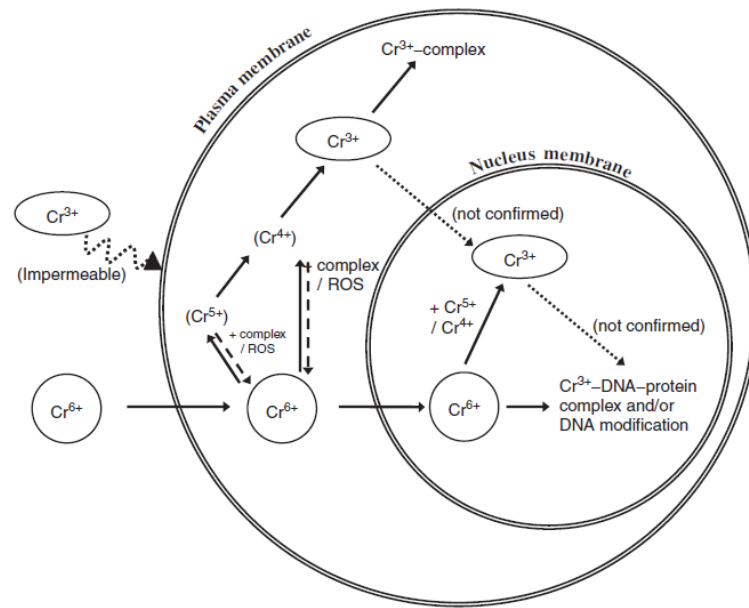 Cr³⁺–complex
Plasma membrane
Cr³⁺
Nucleus membrane
Cr³⁺
(Impermeable)
(not confirmed)
(Cr⁴⁺)
Cr³⁺
+ complex
/ ROS
(Cr⁵⁺)
+ complex
/ ROS
+ Cr⁵⁺
/ Cr⁴⁺
(not confirmed)
Cr⁶⁺
Cr⁶⁺
Cr⁶⁺
Cr³⁺–DNA–protein
complex and/or
DNA modification